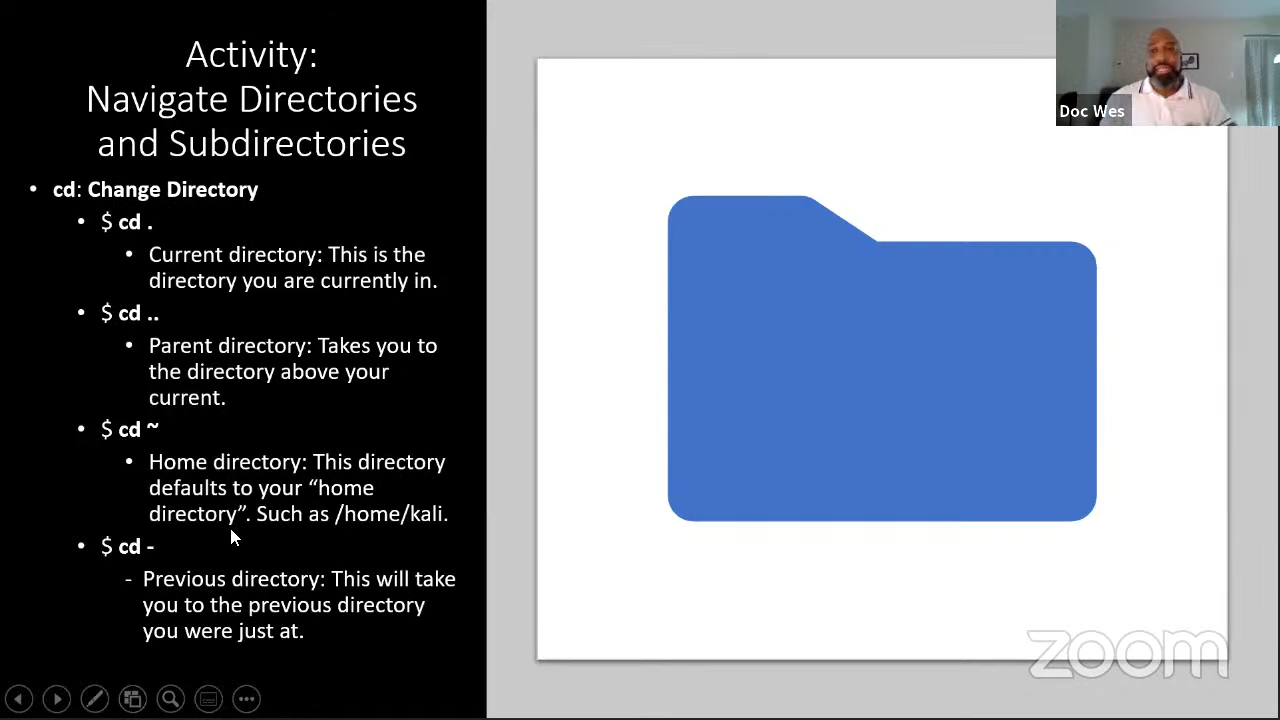 Activity:
Navigate Directories
and Subdirectories
• cd: Change Directory
• $ cd .
• Current directory: This is the
directory you are currently in.
• $ cd ..
• Parent directory: Takes you to
the directory above your
current.
• $ cd ~
• Home directory: This directory
defaults to your “home
directory”. Such as /home/kali.
• $ cd -
- Previous directory: This will take
you to the previous directory
you were just at.
Doc Wes
zoom